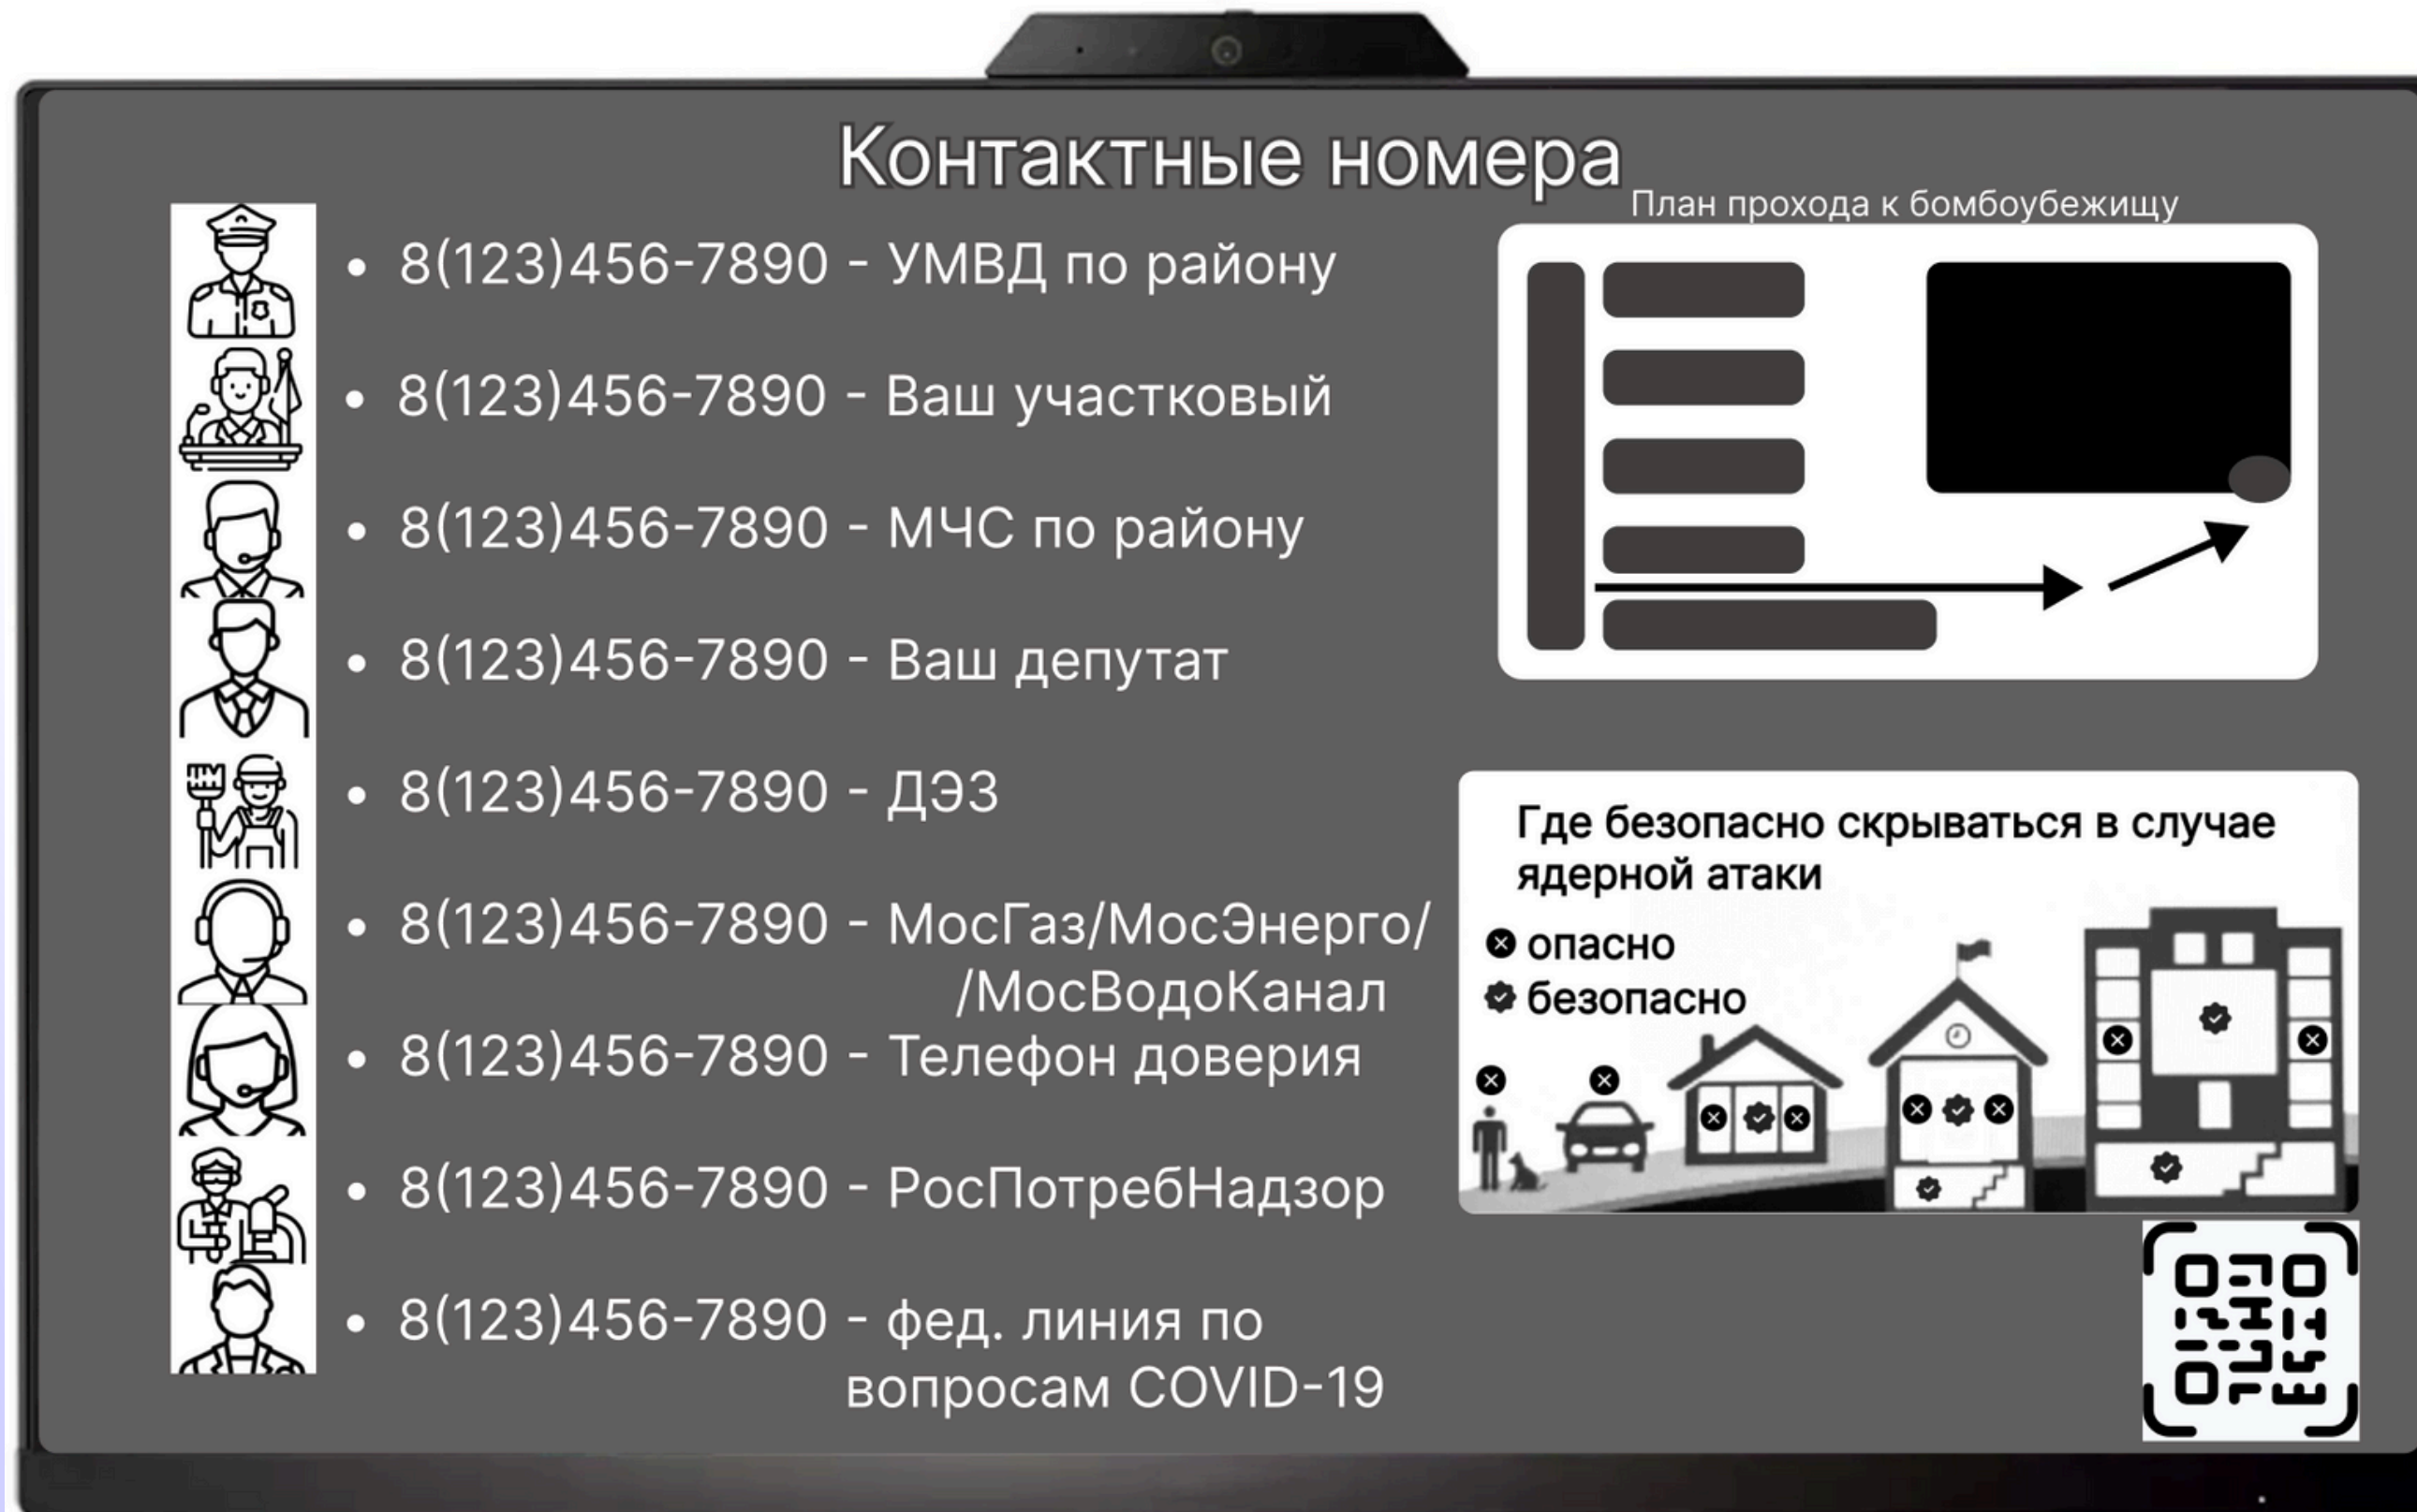 Контактные номера
• 8(123)456-7890 - УМВД по району
• 8(123)456-7890 - Ваш участковый
• 8(123)456-7890 - МЧС по району
• 8(123)456-7890 - Ваш депутат
• 8(123)456-7890 - ДЭЗ
• 8(123)456-7890 - МосГаз/МосЭнерго/
/МосВодоКанал
• 8(123)456-7890 - Телефон доверия
• 8(123)456-7890 - РосПотребНадзор
• 8(123)456-7890 - фед. линия по
вопросам COVID-19
План прохода к бомбоубежищу
Где безопасно скрываться в случае
ядерной атаки
опасно
безопасно